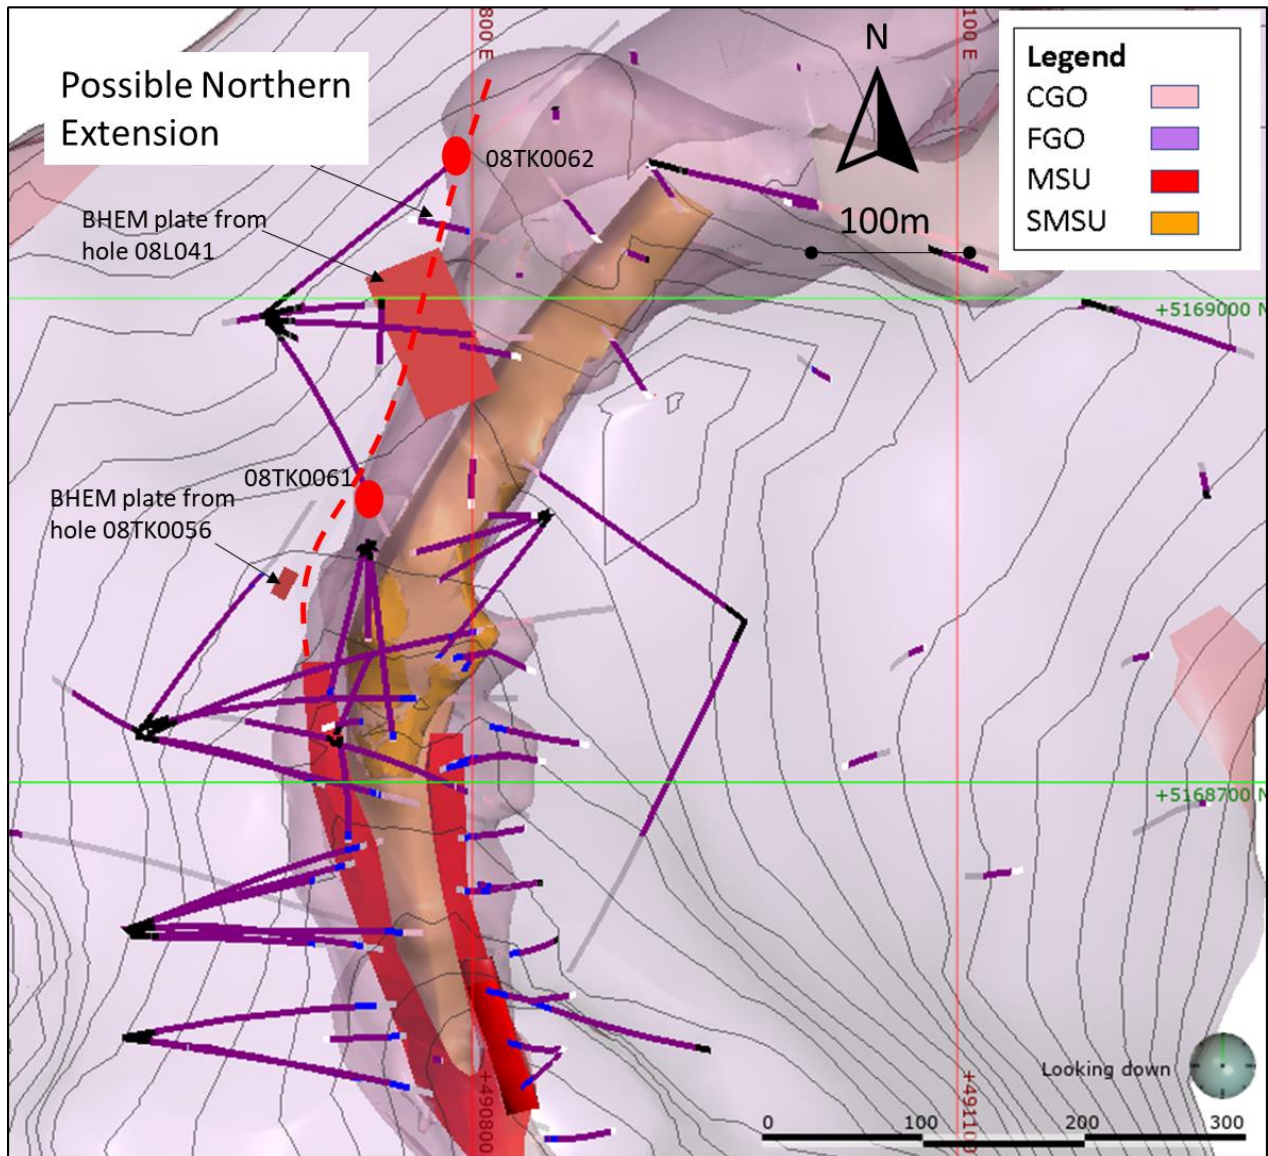 800 E
100 E
N
Legend
CGO
FGO
MSU
SMSU
Possible Northern
Extension
08TK0062
BHEM plate from
hole 08L041
100m
+5169000 N
08TK0061
BHEM plate from
hole 08TK0056
+5168700 N
Looking down
+490800
+49110
0 100 200 300